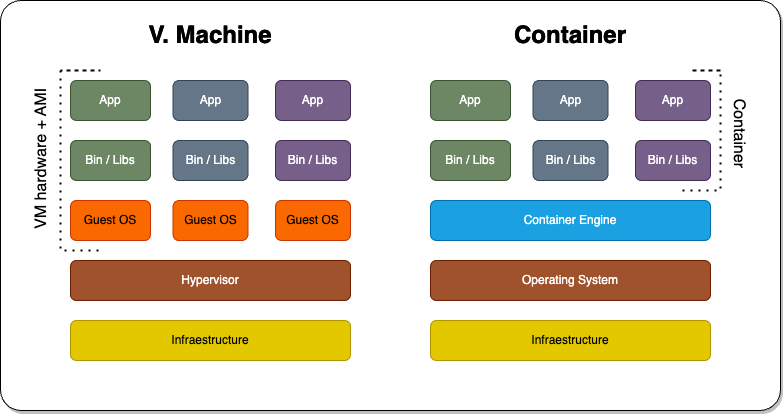 V. Machine
Container
VM hardware + AMI
App
App
App
Bin / Libs
Bin / Libs
Bin / Libs
Guest OS
Guest OS
Guest OS
Hypervisor
Infraestructure
App
App
App
Bin / Libs
Bin / Libs
Bin / Libs
Container
Container Engine
Operating System
Infraestructure